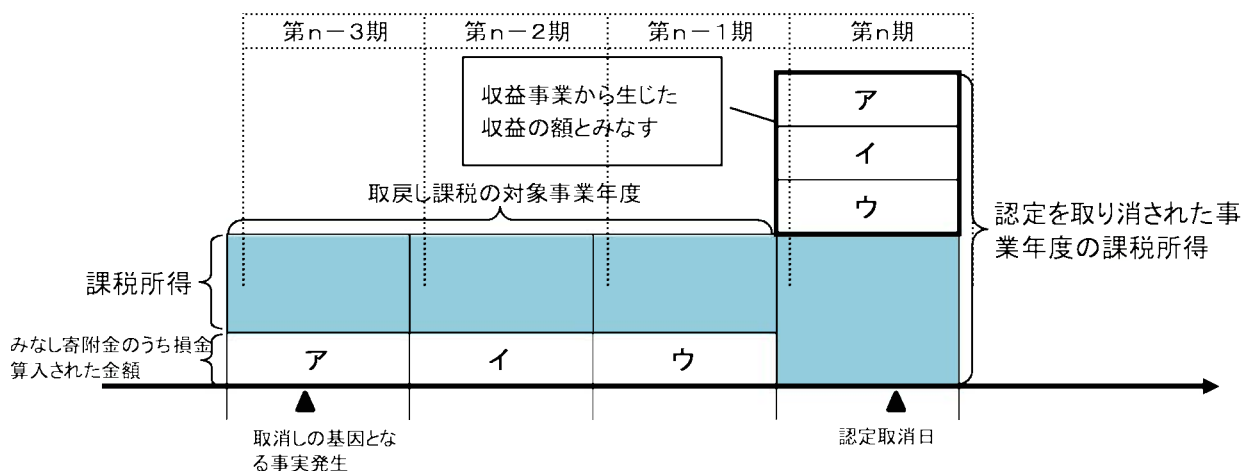 第n-3期
第n-2期
第n-1期
第n期
収益事業から生じた
収益の額とみなす
ア
イ
ウ
取戻し課税の対象事業年度
認定を取り消された事
業年度の課税所得
課税所得
みなし寄附金のうち損金
算入された金額
ア
イ
ウ
取消しの基因とな
る事実発生
認定取消日